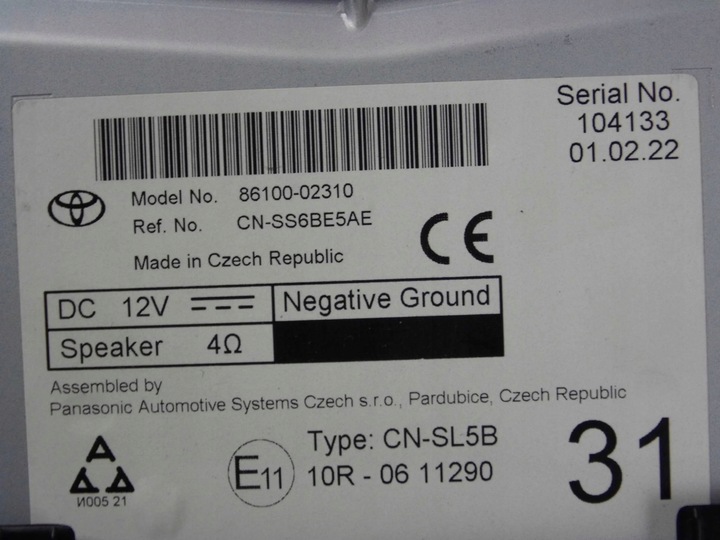 Serial No.
104133
01.02.22
Model No. 86100-02310
Ref. No. CN-SS6BE5AE
CE
Made in Czech Republic
DC 12V Negative Ground
Speaker 4Ω
Assembled by
Panasonic Automotive Systems Czech s.r.o., Pardubice, Czech Republic
Type: CN-SL5B
E11 10R - 06 11290
31
И005 21